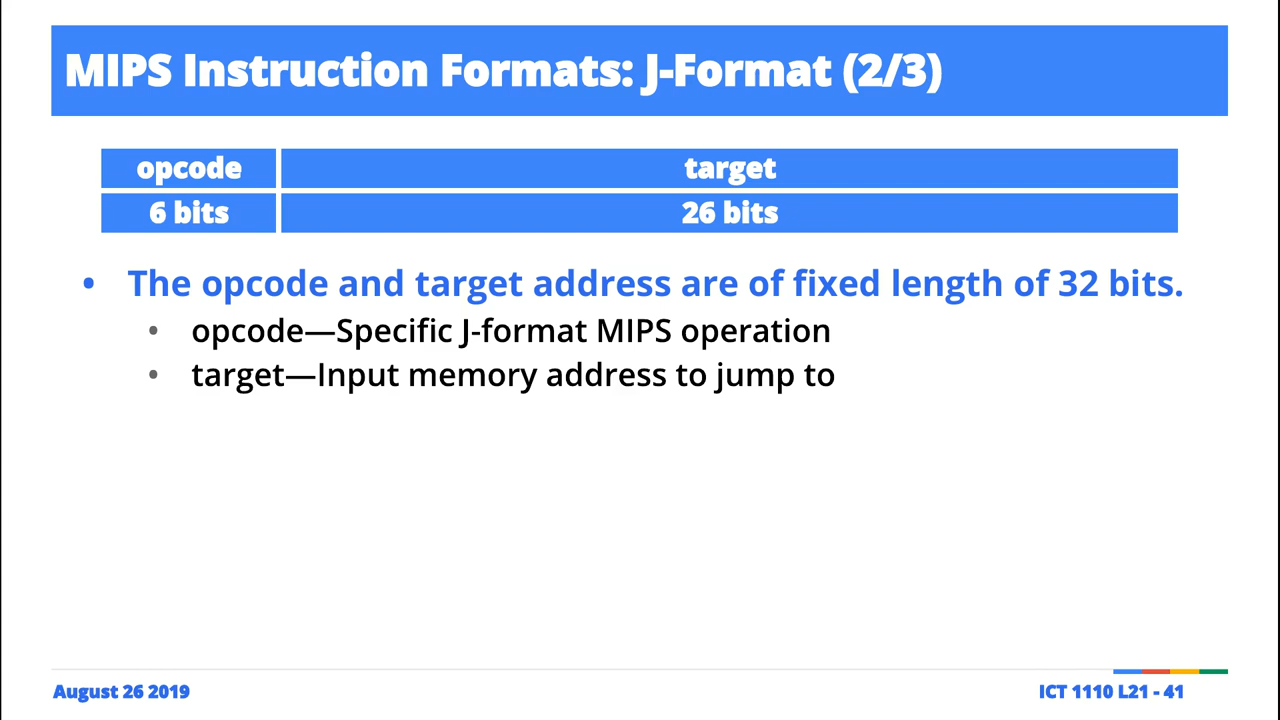 MIPS Instruction Formats: J-Format (2/3)
opcode target
6 bits 26 bits
• The opcode and target address are of fixed length of 32 bits.
• opcode—Specific J-format MIPS operation
• target—Input memory address to jump to
August 26 2019 ICT 1110 L21 - 41